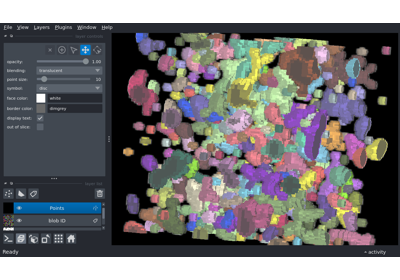 File View Layers Plugins Window Help
opacity: 1.00
blending: translucent
point size: 10
symbol: disc
face color: white
border color: dimgrey
display text: ✓
out of slice:
Points
blob ID
Ready
activity